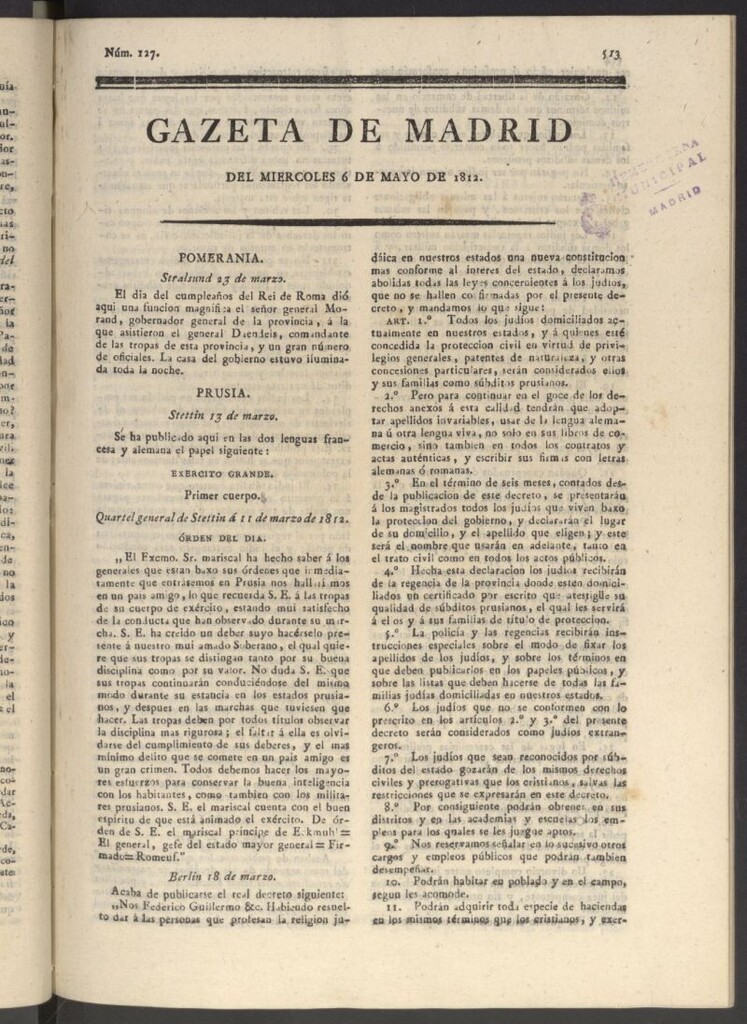 Núm. 127.
513
GAZETA DE MADRID
DEL MIERCOLES 6 DE MAYO DE 1812.
HEMEROTECA
MUNICIPAL
MADRID
POMERANIA.
Stralsund 23 de marzo.
El dia del cumpleaños del Rei de Roma dió
aqui una funcion magnífica el señor general Mo-
rand, gobernador general de la provincia, á la
que asistieron el general Daendels, comandante
de las tropas de esta provincia, y un gran número
de oficiales. La casa del gobierno estuvo ilumina-
da toda la noche.
PRUSIA.
Stettin 13 de marzo.
Se ha publicado aqui en las dos lenguas fran-
cesa y alemana el papel siguiente:
EXERCITO GRANDE.
Primer cuerpo.
Quartel general de Stettin á 11 de marzo de 1812.
ÓRDEN DEL DIA.
„El Excmo. Sr. mariscal ha hecho saber á los
generales que estan baxo sus órdenes que inmedia-
tamente que entrásemos en Prusia nos hallariamos
en un pais amigo, lo que recuerda S. E. á las tropas
de su cuerpo de exército, estando mui satisfecho
de la conducta que han observado durante su mar-
cha. S. E. ha creido un deber suyo hacérselo pre-
sente á nuestro mui amado Soberano, el qual quie-
re que sus tropas se distingan tanto por su buena
disciplina como por su valor. No duda S. E. que
sus tropas continuarán conduciéndose del mismo
modo durante su estancia en los estados prusia-
nos, y despues en las marchas que tuviesen que
hacer. Las tropas deben por todos títulos observar
la disciplina mas rigurosa; el faltar á ella es olvi-
darse del cumplimiento de sus deberes, y el mas
mínimo delito que se comete en un pais amigo es
un gran crimen. Todos debemos hacer los mayo-
res esfuerzos para conservar la buena inteligencia
con los habitantes, como tambien con los milita-
res prusianos. S. E. el mariscal cuenta con el buen
espíritu de que está animado el exército. De ór-
den de S. E. el mariscal príncipe de Eckmuhl =
El general, gefe del estado mayor general = Fir-
mado = Romeuf."
Berlin 18 de marzo.
Acaba de publicarse el real decreto siguiente:
„Nos Federico Guillermo &c. Habiendo resuel-
to dar á las personas que profesan la religion ju-
dáica en nuestros estados una nueva constitucion
mas conforme al interes del estado, declaramos
abolidas todas las leyes concernientes á los judíos,
que no se hallen confirmadas por el presente de-
creto, y mandamos lo que sigue:
ART. 1.º Todos los judíos domiciliados ac-
tualmente en nuestros estados, y á quienes esté
concedida la proteccion civil en virtud de privi-
legios generales, patentes de naturaleza, y otras
concesiones particulares, serán considerados ellos
y sus familias como súbditos prusianos.
2.º Pero para continuar en el goce de los de-
rechos anexôs á esta calidad tendrán que adop-
tar apellidos invariables, usar de la lengua alema-
na ú otra lengua viva, no solo en sus libros de co-
mercio, sino tambien en todos los contratos y
actas auténticas, y escribir sus firmas con letras
alemanas ó romanas.
3.º En el término de seis meses, contados des-
de la publicacion de este decreto, se presentarán
á los magistrados todos los judíos que viven baxo
la proteccion del gobierno, y declararán el lugar
de su domicilio, y el apellido que eligen; y este
será el nombre que usarán en adelante, tanto en
el trato civil como en todos los actos públicos.
4.º Hecha esta declaracion los judíos recibirán
de la regencia de la provincia donde esten domici-
liados un certificado por escrito que atestigüe su
qualidad de súbditos prusianos, el qual les servirá
á ellos y á sus familias de título de proteccion.
5.º La policía y las regencias recibirán ins-
trucciones especiales sobre el modo de fixar los
apellidos de los judíos, y sobre los términos en
que deben publicarlos en los papeles públicos, y
sobre las listas que deben hacerse de todas las fa-
milias judías domiciliadas en nuestros estados.
6.º Los judíos que no se conformen con lo
prescrito en los artículos 2.º y 3.º del presente
decreto serán considerados como judíos extran-
geros.
7.º Los judíos que sean reconocidos por súb-
ditos del estado gozarán de los mismos derechos
civiles y prerogativas que los cristianos, salvas las
restricciones que se expresarán en este decreto.
8.º Por consiguiente podrán obtener en sus
distritos y en las academias y escuelas los em-
pleos para los quales se les juzgue aptos.
9.º Nos reservamos señalar en lo sucesivo otros
cargos y empleos públicos que podrán tambien
desempeñar.
10. Podrán habitar en poblado y en el campo,
segun les acomode.
11. Podrán adquirir toda especie de haciendas
en los mismos términos que los cristianos, y exer-